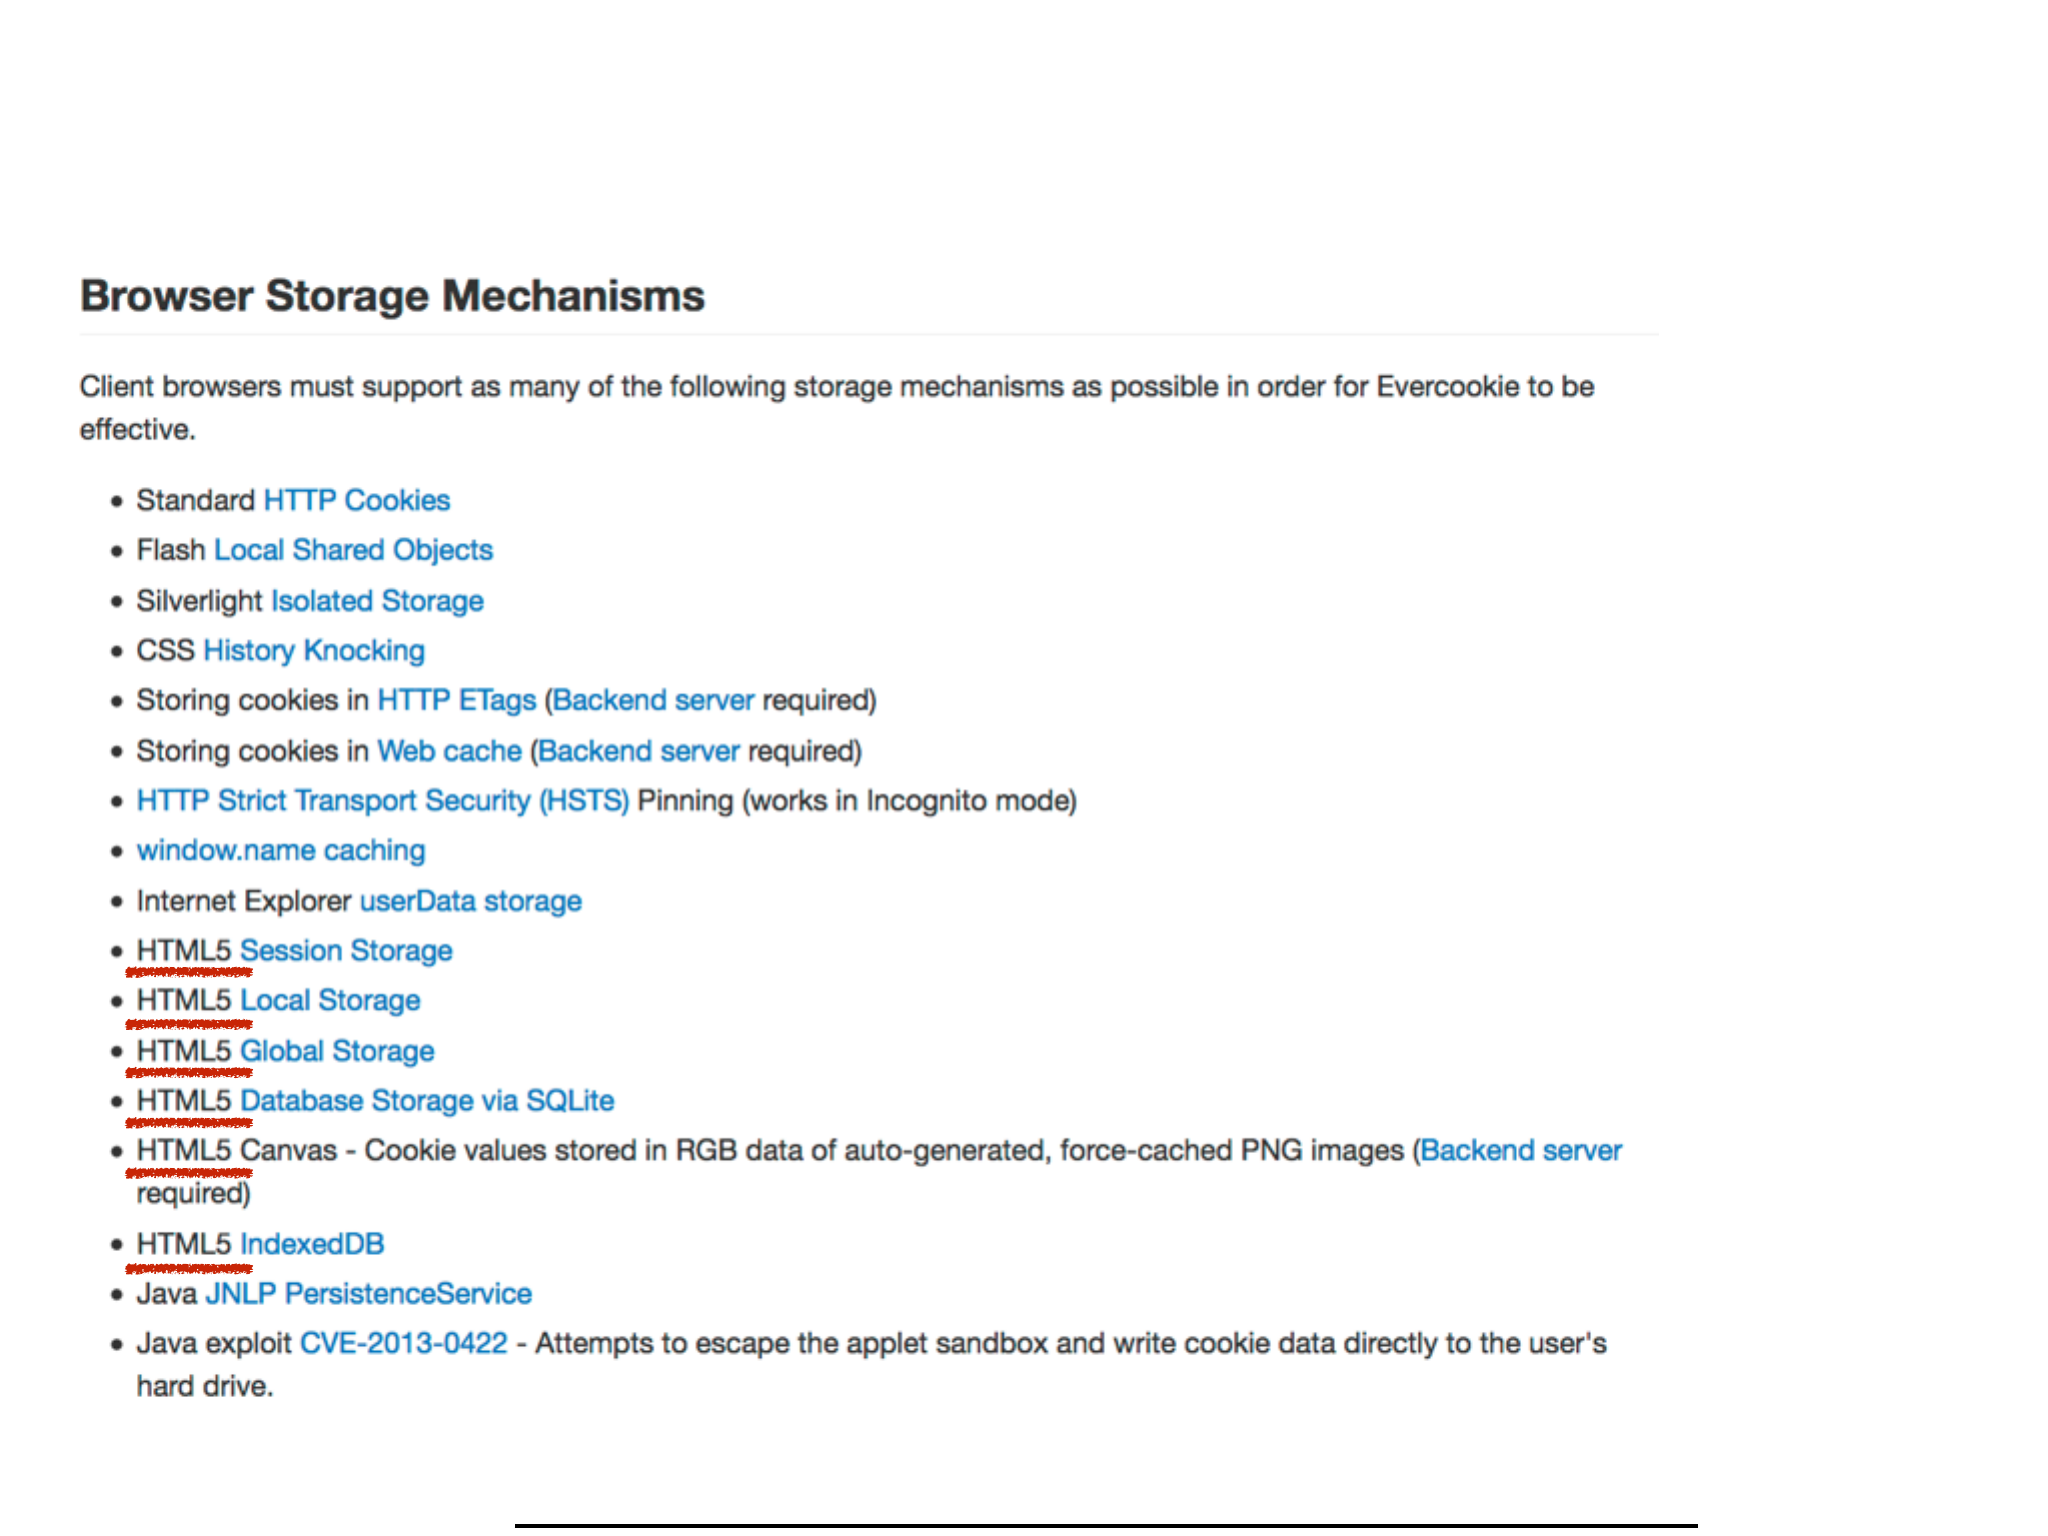 Browser Storage Mechanisms
Client browsers must support as many of the following storage mechanisms as possible in order for Evercookie to be
effective.
• Standard HTTP Cookies
• Flash Local Shared Objects
• Silverlight Isolated Storage
• CSS History Knocking
• Storing cookies in HTTP ETags (Backend server required)
• Storing cookies in Web cache (Backend server required)
• HTTP Strict Transport Security (HSTS) Pinning (works in Incognito mode)
• window.name caching
• Internet Explorer userData storage
• HTML5 Session Storage
• HTML5 Local Storage
• HTML5 Global Storage
• HTML5 Database Storage via SQLite
• HTML5 Canvas - Cookie values stored in RGB data of auto-generated, force-cached PNG images (Backend server
required)
• HTML5 IndexedDB
• Java JNLP PersistenceService
• Java exploit CVE-2013-0422 - Attempts to escape the applet sandbox and write cookie data directly to the user's
hard drive.